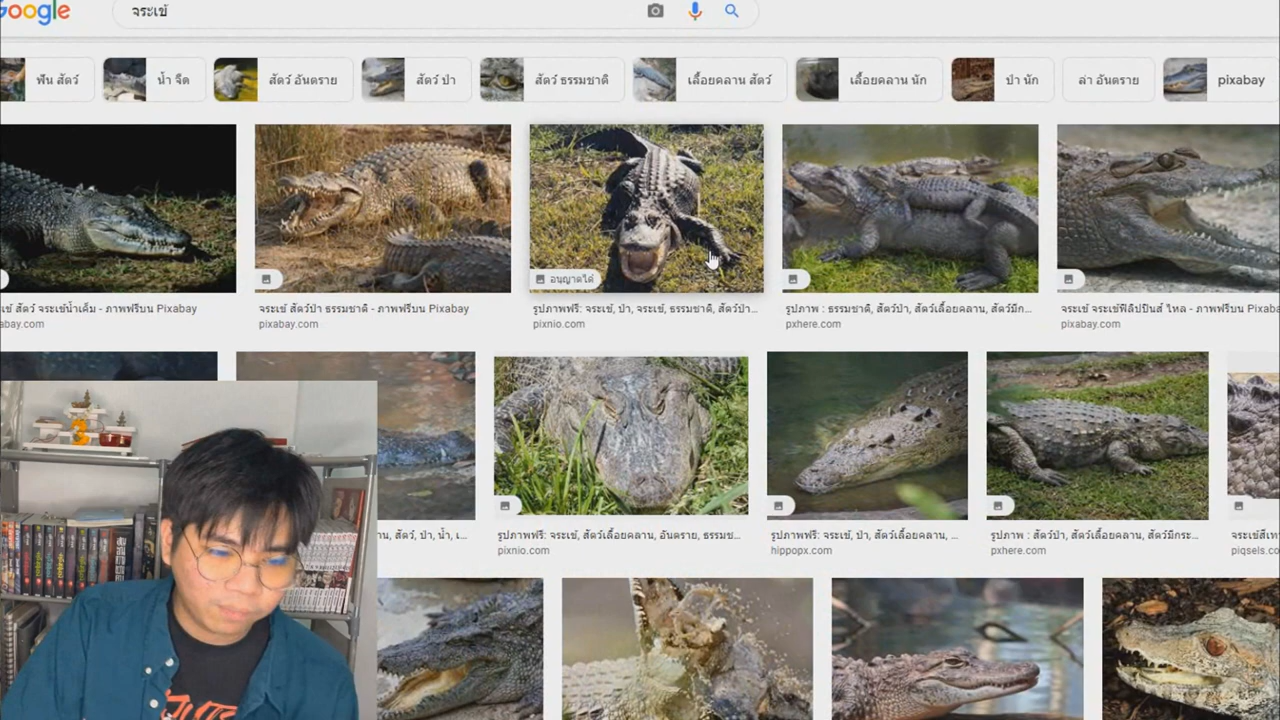 Google
จระเข้
ฟัน สัตว์
น้ำ จืด
สัตว์ อันตราย
สัตว์ ป่า
สัตว์ ธรรมชาติ
เลื้อยคลาน สัตว์
เลื้อยคลาน นัก
ป่า นัก
ล่า อันตราย
pixabay
อนุญาตได้
เข้ สัตว์ จระเข้น้ำเค็ม - ภาพฟรีบน Pixabay
จระเข้ สัตว์ป่า ธรรมชาติ - ภาพฟรีบน Pixabay
รูปภาพฟรี: จระเข้, ป่า, จระเข้, ธรรมชาติ, สัตว์ป่า...
รูปภาพ : ธรรมชาติ, สัตว์ป่า, สัตว์เลื้อยคลาน, สัตว์มีก...
จระเข้ จระเข้ฟิลิปปินส์ ไหล - ภาพฟรีบน Pixaba
abay.com
pixabay.com
pixnio.com
pxhere.com
pixabay.com
าน, สัตว์, ป่า, น้ำ, เ...
รูปภาพฟรี: จระเข้, สัตว์เลื้อยคลาน, อันตราย, ธรรมช...
รูปภาพฟรี: จระเข้, ป่า, สัตว์เลื้อยคลาน, ...
รูปภาพ : สัตว์ป่า, สัตว์เลื้อยคลาน, สัตว์มีกระ...
pixnio.com
hippopx.com
pxhere.com
piqsels.co